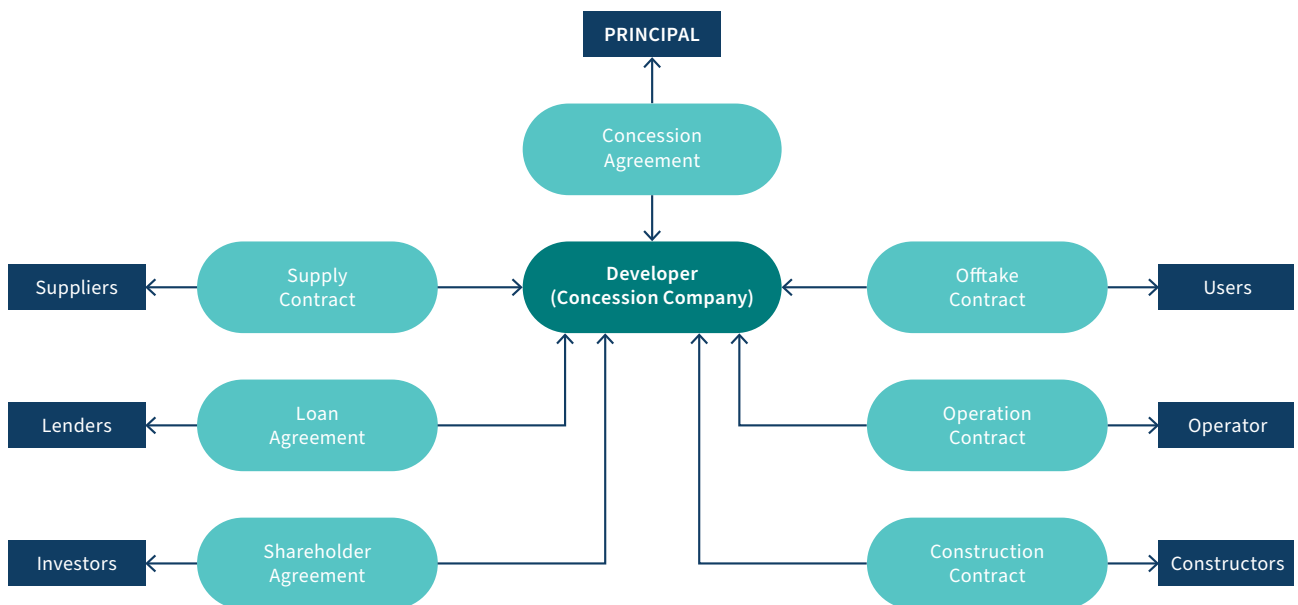 PRINCIPAL
Concession
Agreement
Suppliers
Supply
Contract
Developer
(Concession Company)
Offtake
Contract
Users
Lenders
Loan
Agreement
Operation
Contract
Operator
Investors
Shareholder
Agreement
Construction
Contract
Constructors